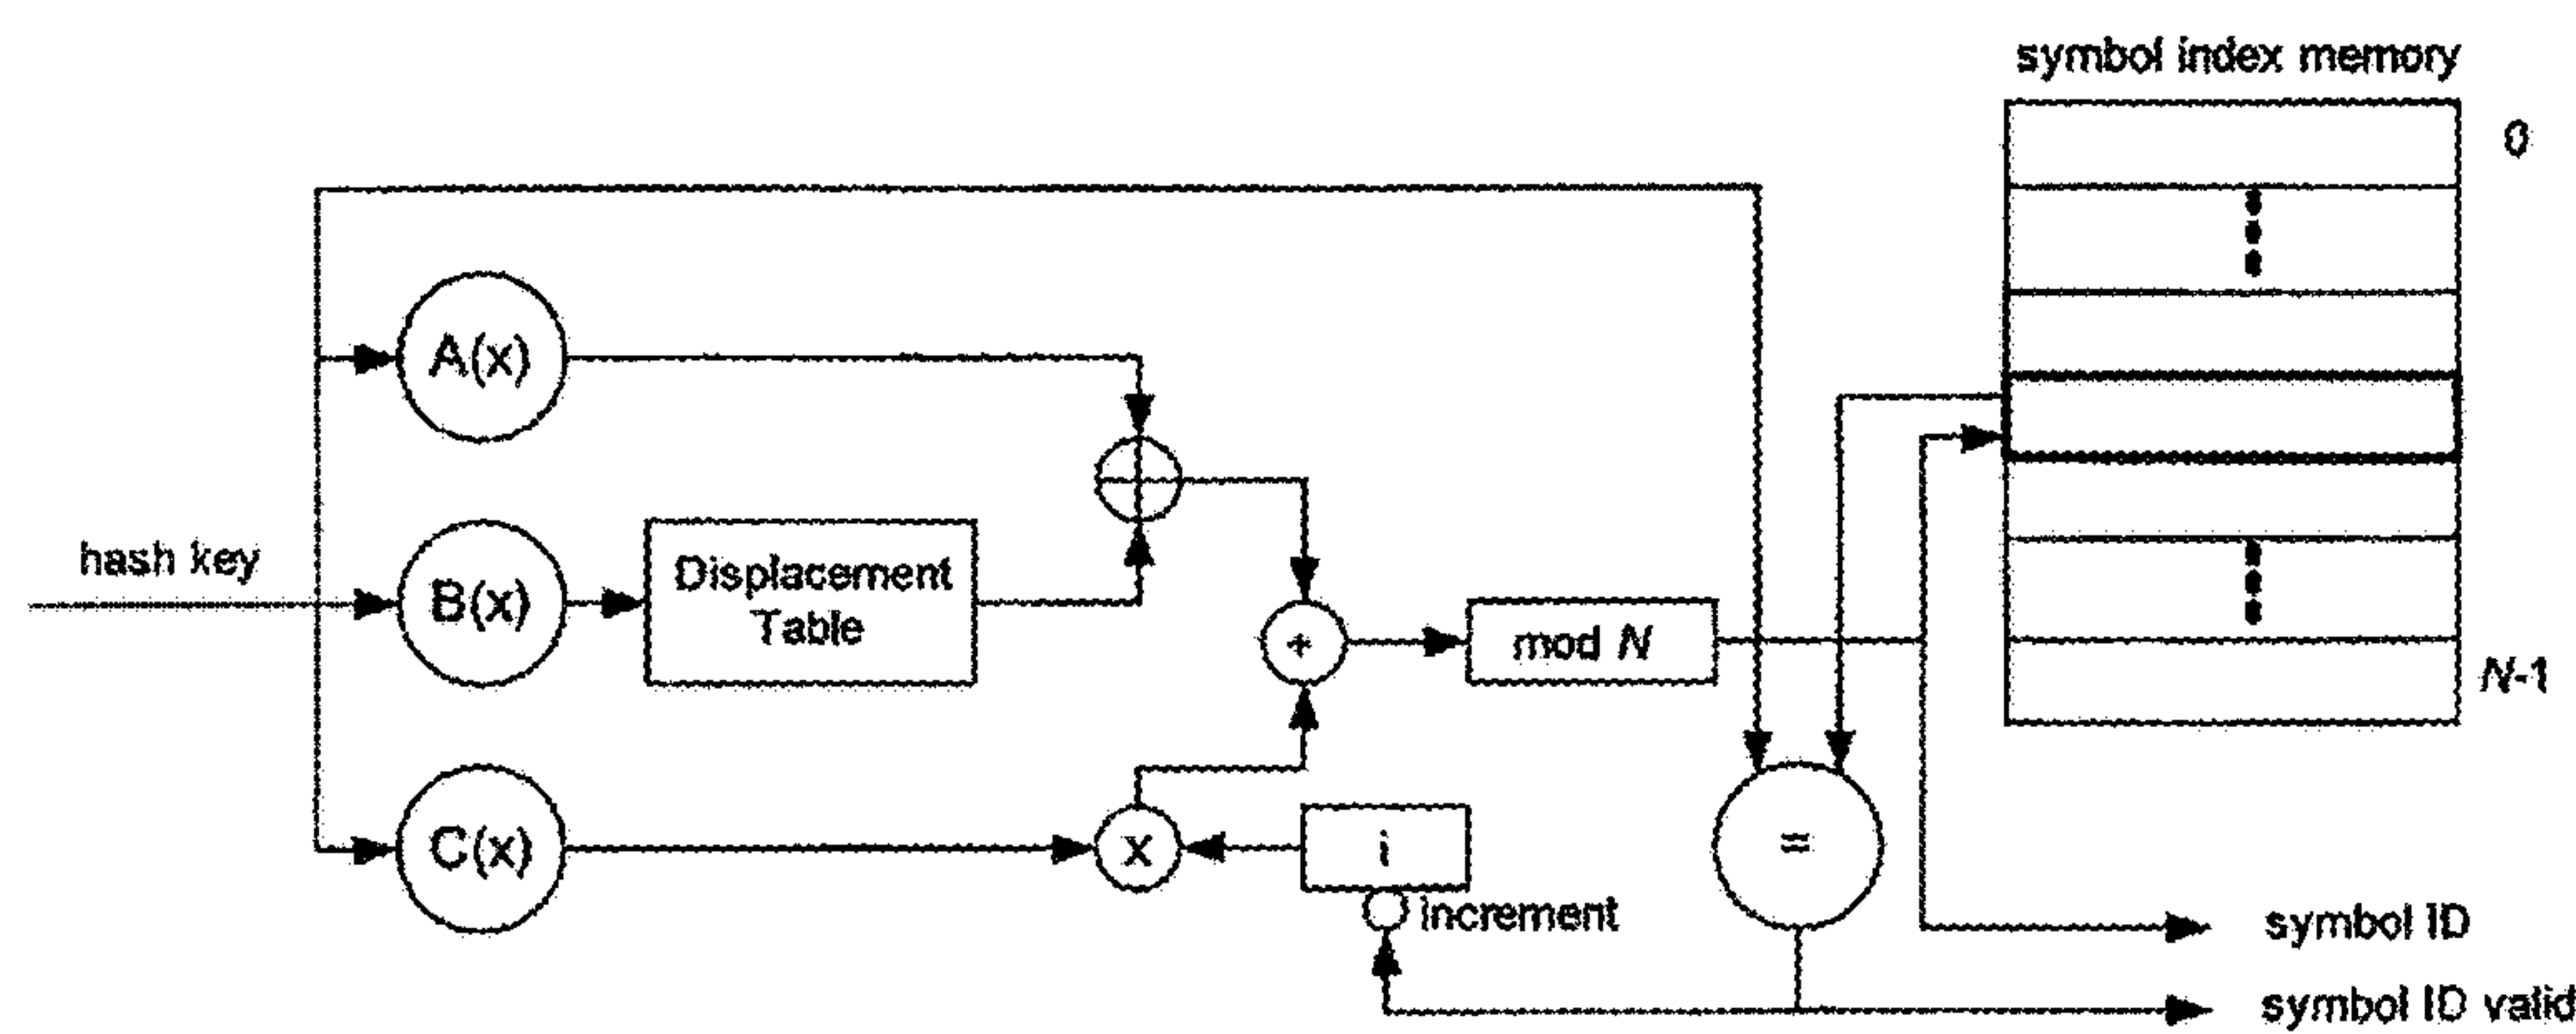 symbol index memory
0
A(x)
hash key
B(x)
Displacement
Table
+
mod N
N-1
C(x)
x
i
=
increment
symbol ID
symbol ID valid